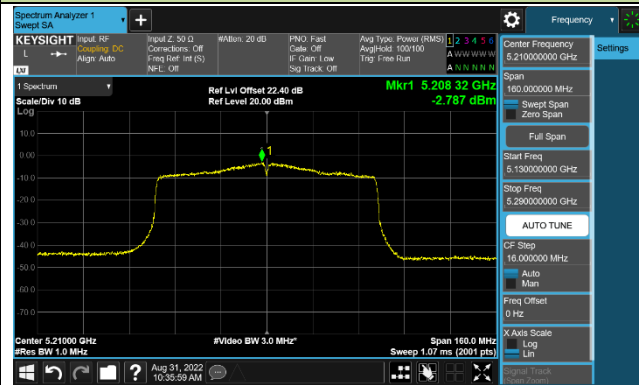 Spectrum Analyzer 1
Swept SA
Frequency
KEYSIGHT
L
LXI
Input: RF
Coupling: DC
Align: Auto
Input Z: 50 Ω
Corrections: Off
Freq Ref: Int (S)
NFE: Off
#Atten: 20 dB
PNO: Fast
Gate: Off
IF Gain: Low
Sig Track: Off
Avg Type: Power (RMS)
Avg|Hold: 100/100
Trig: Free Run
1 2 3 4 5 6
A W W W W W
A N N N N N
Center Frequency
5.210000000 GHz
Settings
Span
160.000000 MHz
Swept Span
Zero Span
Full Span
Start Freq
5.130000000 GHz
Stop Freq
5.290000000 GHz
AUTO TUNE
CF Step
16.000000 MHz
Auto
Man
Freq Offset
0 Hz
X Axis Scale
Log
Lin
Signal Track
(Span Zoom)
1 Spectrum
Scale/Div 10 dB
Log
Ref Lvl Offset 22.40 dB
Ref Level 20.00 dBm
Mkr1 5.208 32 GHz
-2.787 dBm
1
10.0
0.00
-10.0
-20.0
-30.0
-40.0
-50.0
-60.0
-70.0
Center 5.21000 GHz
#Res BW 1.0 MHz
#Video BW 3.0 MHz*
Span 160.0 MHz
Sweep 1.07 ms (2001 pts)
?
Aug 31, 2022
10:35:59 AM